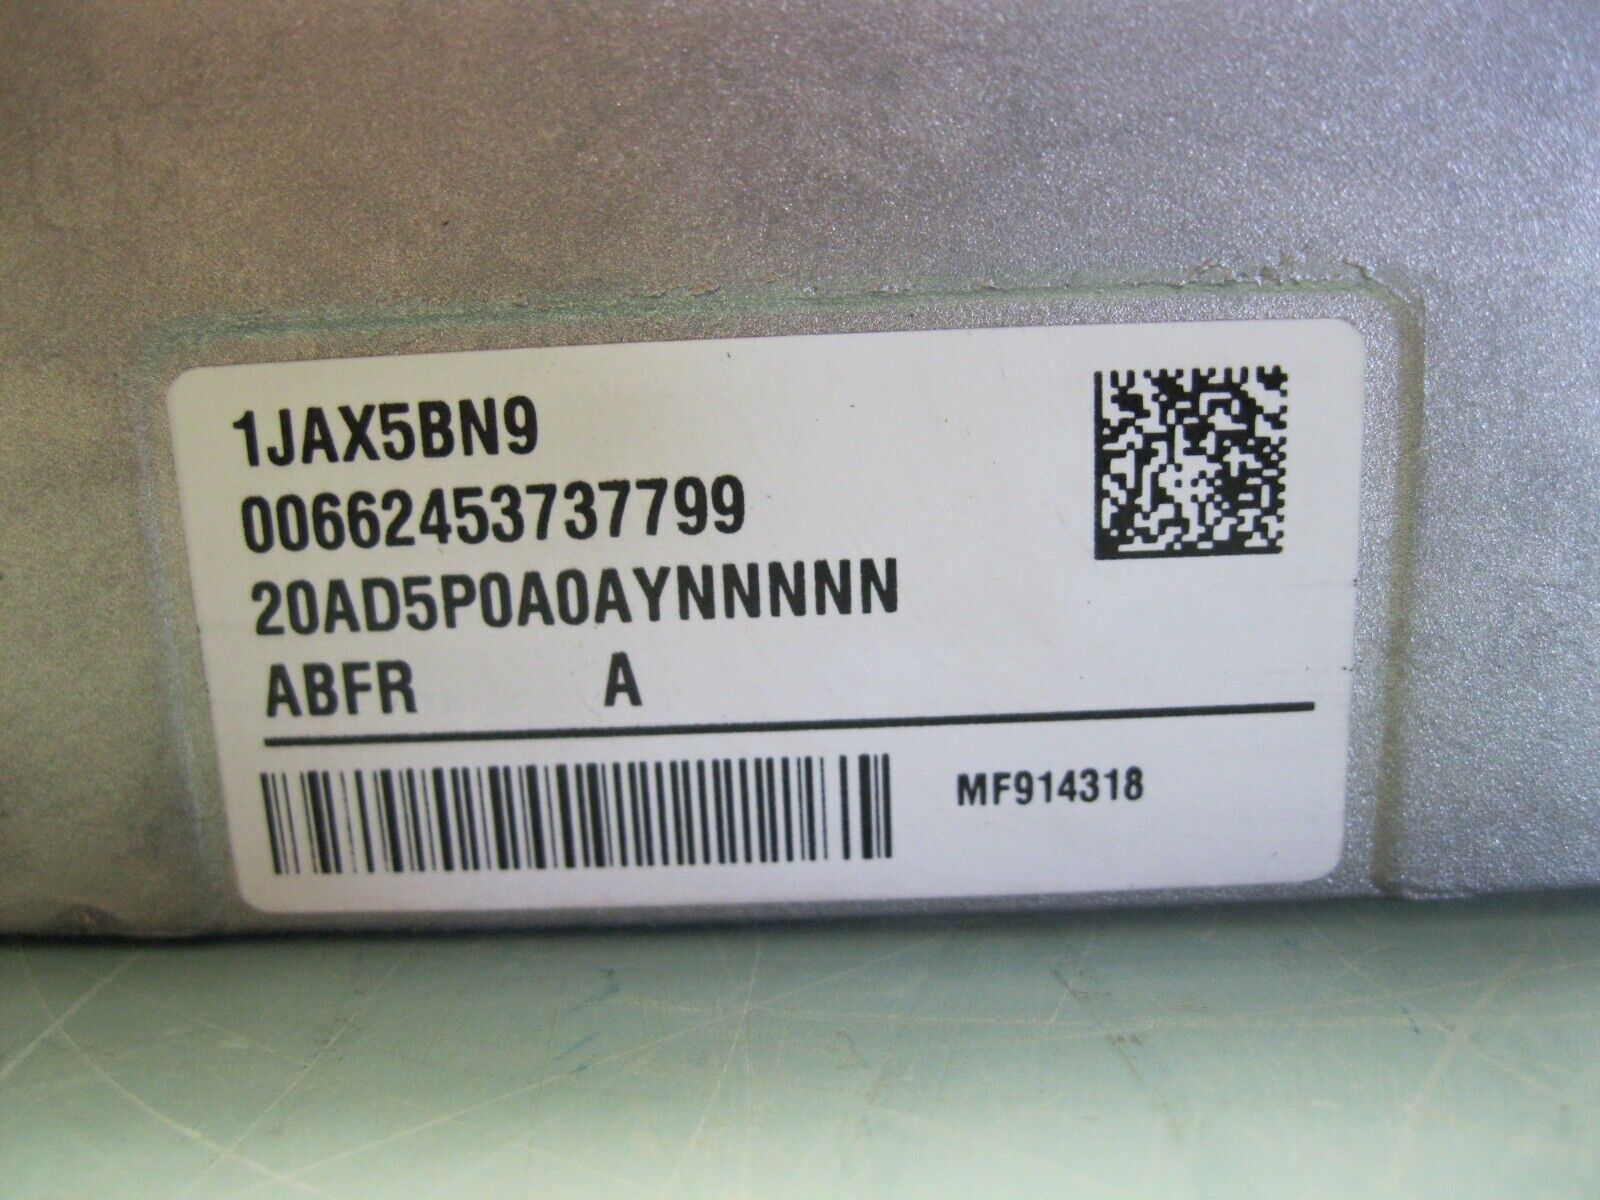 1JAX5BN9
00662453737799
20AD5P0A0AYNNNNN
ABFR A
MF914318